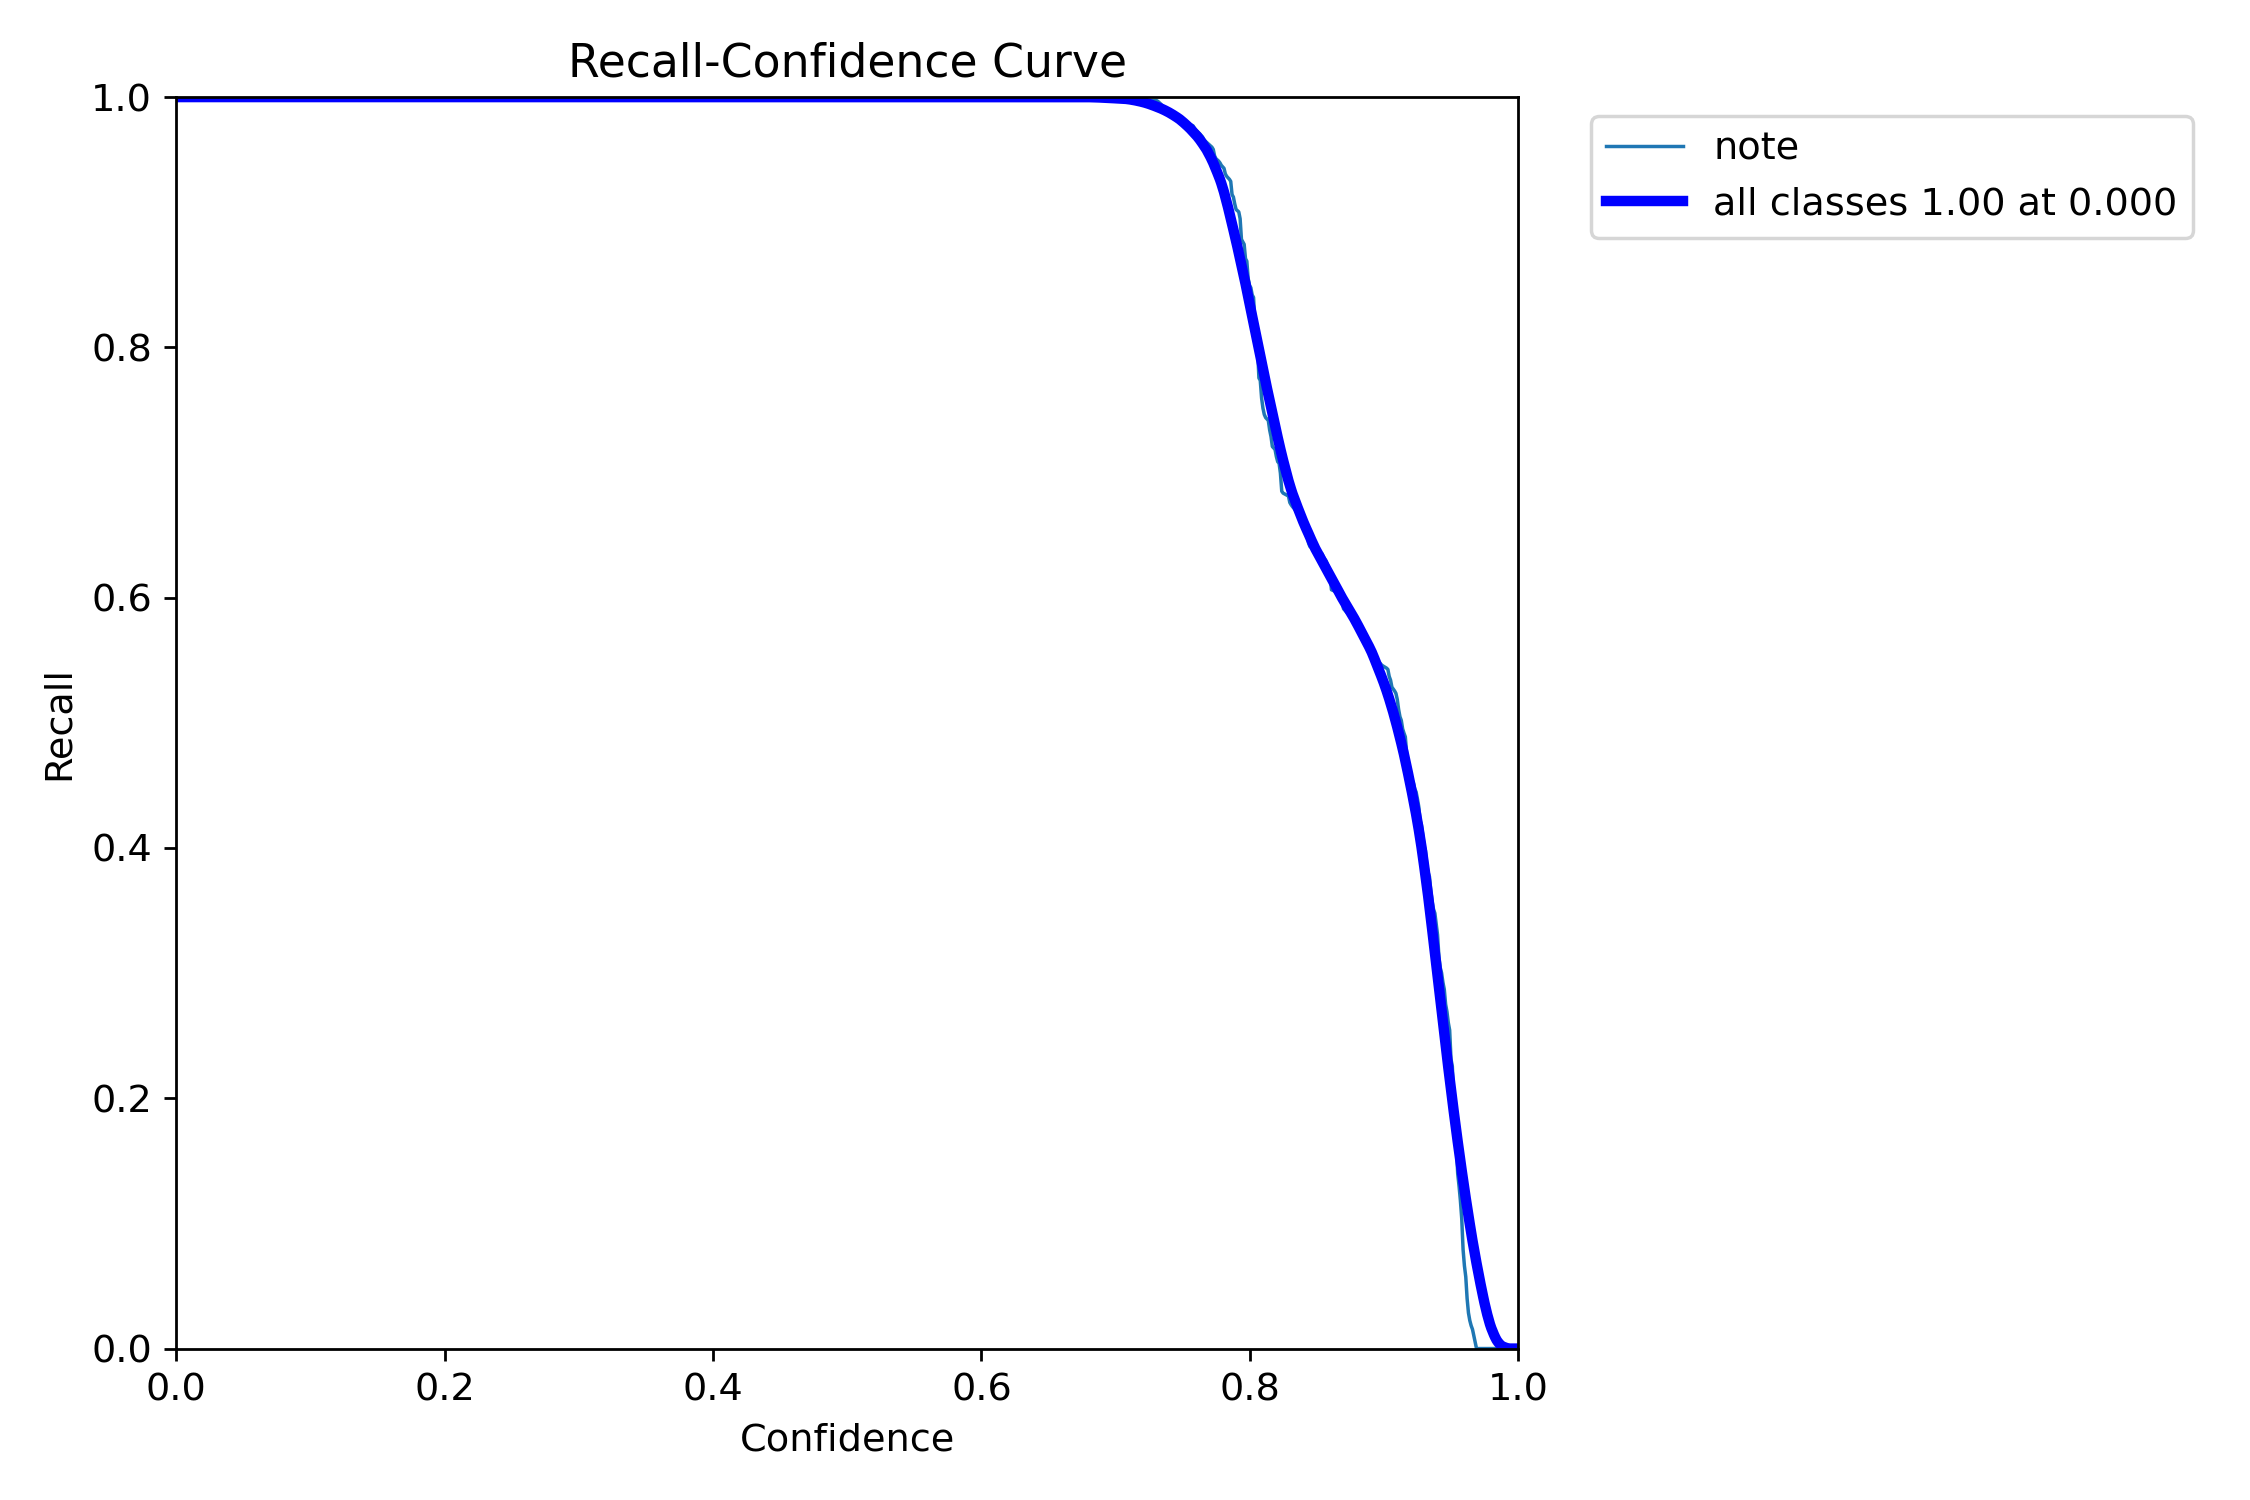 Recall-Confidence Curve
1.0
0.8
0.6
0.4
0.2
0.0
Recall
0.0 0.2 0.4 0.6 0.8 1.0
Confidence
note
all classes 1.00 at 0.000